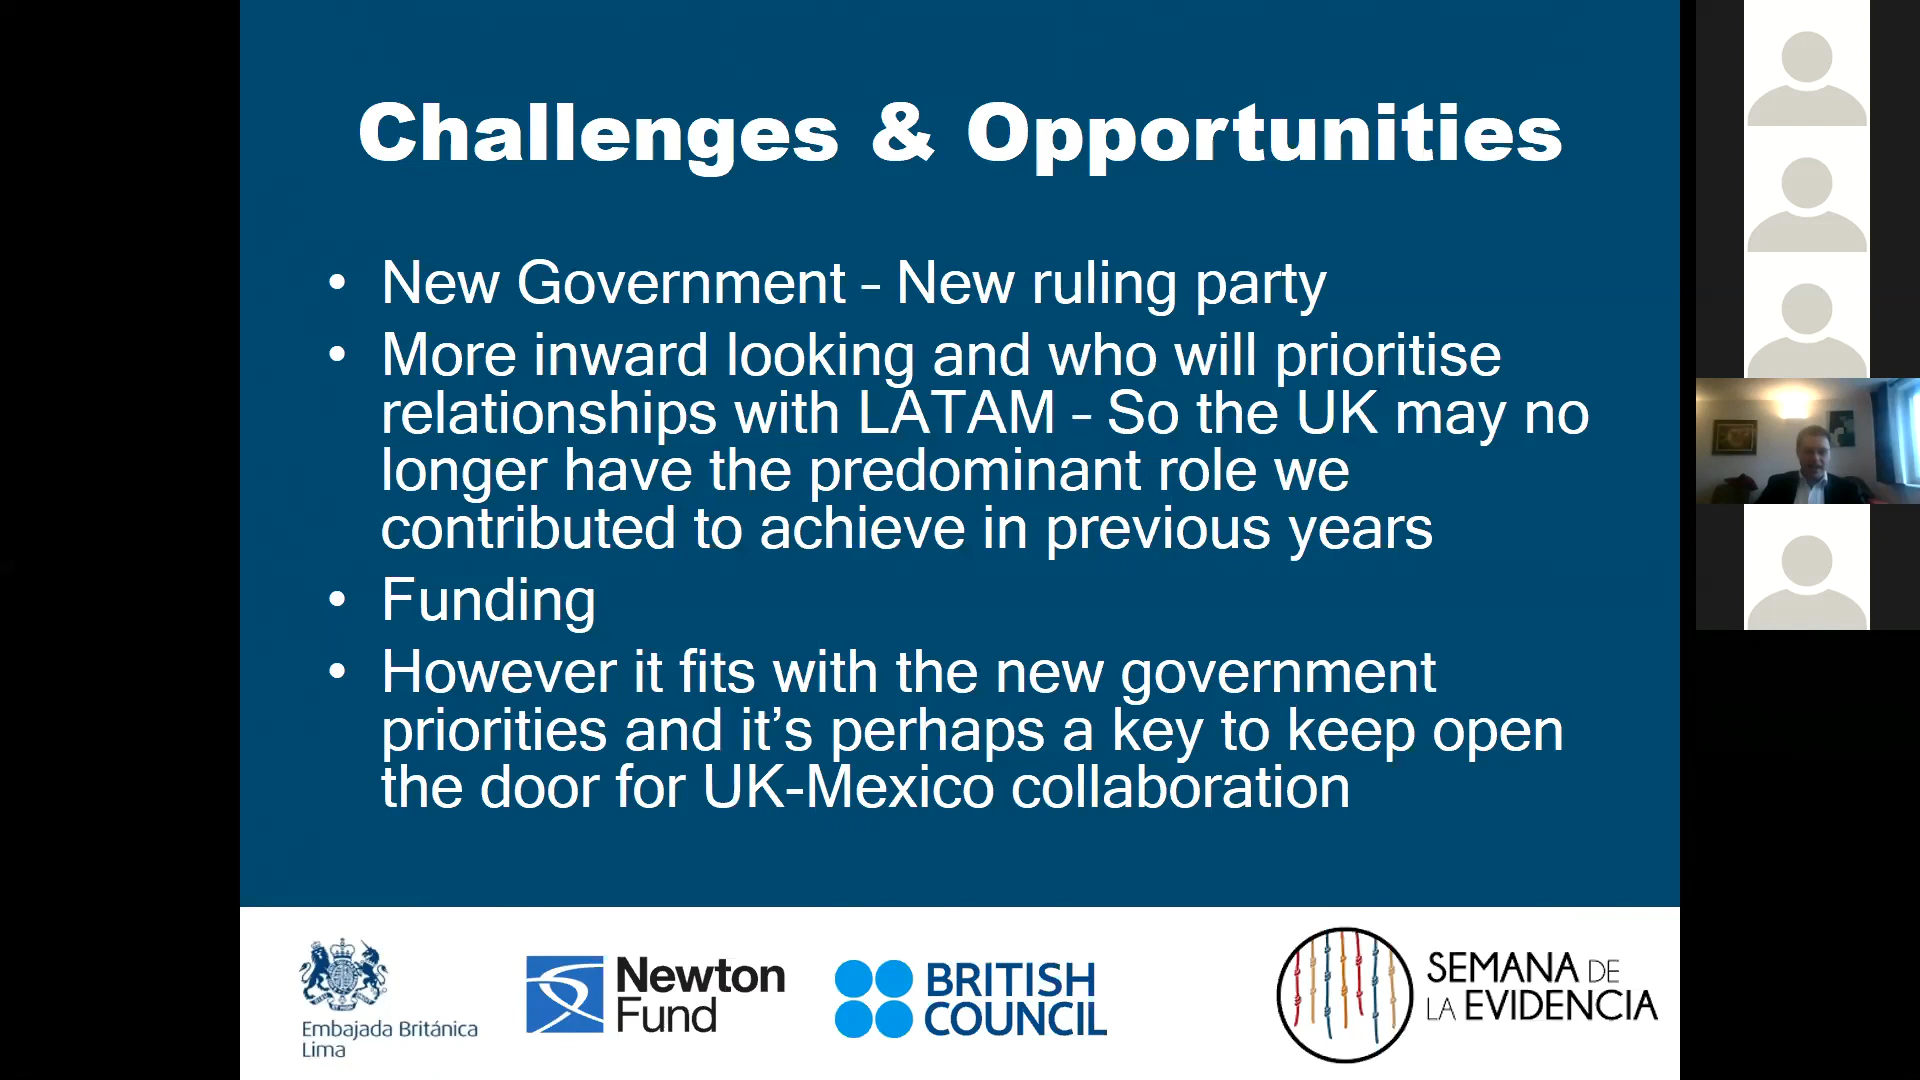 Challenges & Opportunities
• New Government – New ruling party
• More inward looking and who will prioritise
relationships with LATAM – So the UK may no
longer have the predominant role we
contributed to achieve in previous years
• Funding
• However it fits with the new government
priorities and it’s perhaps a key to keep open
the door for UK-Mexico collaboration
Embajada Británica
Lima
Newton
Fund
BRITISH
COUNCIL
SEMANA DE
LA EVIDENCIA